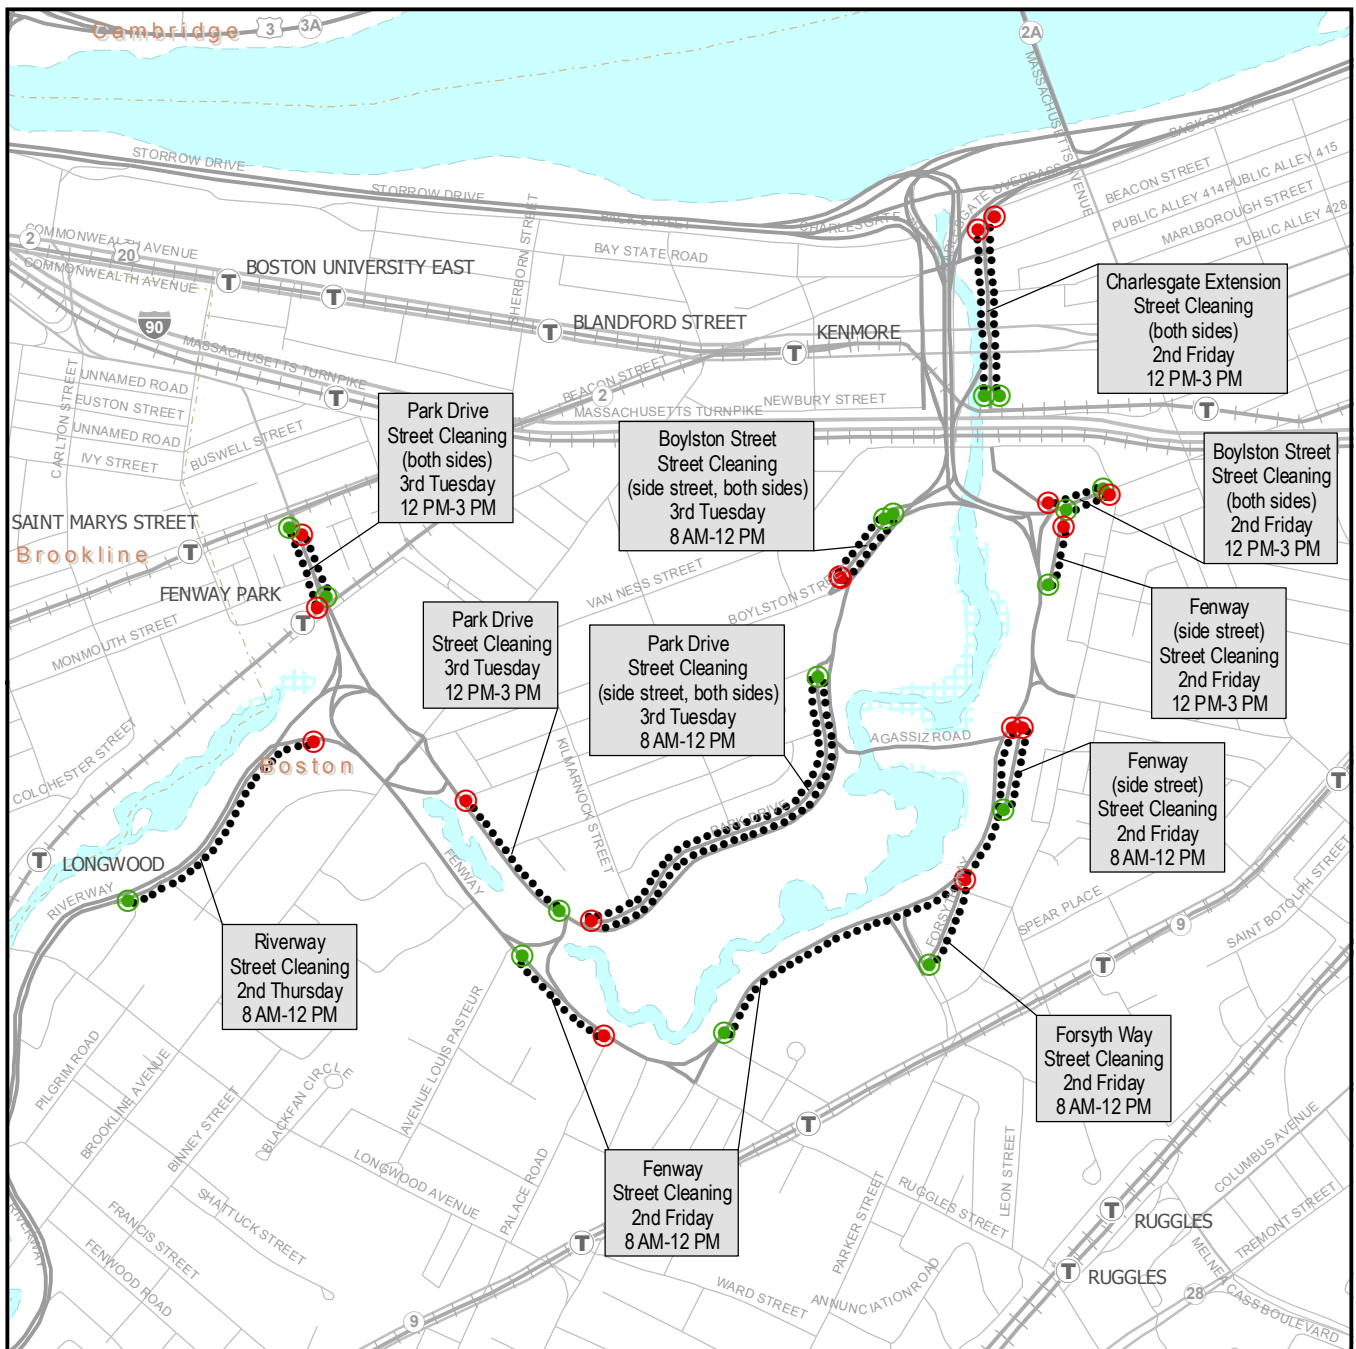 Cambridge
3
3A
2A
MASSACHUSETTS AVENUE
BACK STREET
STORROW DRIVE
STORROW DRIVE
BACK STREET
CHARLESGATE
CHARLESGATE OVERPASS
BEACON STREET
PUBLIC ALLEY 414
PUBLIC ALLEY 415
MARLBOROUGH STREET
PUBLIC ALLEY 428
2
COMMONWEALTH AVENUE
20
COMMONWEALTH AVENUE
T
BOSTON UNIVERSITY EAST
T
SHERBORN STREET
BAY STATE ROAD
T
BLANDFORD STREET
T
KENMORE
90
MASSACHUSETTS TURNPIKE
T
BEACON STREET
2
NEWBURY STREET
MASSACHUSETTS TURNPIKE
T
Charlesgate Extension
Street Cleaning
(both sides)
2nd Friday
12 PM-3 PM
CARLTON STREET
UNNAMED ROAD
EUSTON STREET
UNNAMED ROAD
IVY STREET
BUSWELL STREET
Park Drive
Street Cleaning
(both sides)
3rd Tuesday
12 PM-3 PM
Boylston Street
Street Cleaning
(side street, both sides)
3rd Tuesday
8 AM-12 PM
Boylston Street
Street Cleaning
(both sides)
2nd Friday
12 PM-3 PM
SAINT MARYS STREET
T
Brookline
FENWAY PARK
T
MONMOUTH STREET
VAN NESS STREET
BOYLSTON STREET
Park Drive
Street Cleaning
3rd Tuesday
12 PM-3 PM
Park Drive
Street Cleaning
(side street, both sides)
3rd Tuesday
8 AM-12 PM
Fenway
(side street)
Street Cleaning
2nd Friday
12 PM-3 PM
COLCHESTER STREET
Boston
KILMARNOCK STREET
AGASSIZ ROAD
PARK DRIVE
Fenway
(side street)
Street Cleaning
2nd Friday
8 AM-12 PM
T
T
LONGWOOD
RIVERWAY
FENWAY
FORSYTH WAY
SPEAR PLACE
9
SAINT BOTOLPH STREET
T
Riverway
Street Cleaning
2nd Thursday
8 AM-12 PM
AVENUE LOUIS PASTEUR
Forsyth Way
Street Cleaning
2nd Friday
8 AM-12 PM
PILGRIM ROAD
BROOKLINE AVENUE
BINNEY STREET
BLACKFAN CIRCLE
T
LONGWOOD AVENUE
PALACE ROAD
Fenway
Street Cleaning
2nd Friday
8 AM-12 PM
PARKER STREET
RUGGLES STREET
LEON STREET
COLUMBUS AVENUE
TREMONT STREET
T
RUGGLES
SHATTUCK STREET
FRANCIS STREET
FENWOOD ROAD
RIVERWAY
T
T
RUGGLES
WARD STREET
ANNUNCIATION ROAD
MELNEA CASS BOULEVARD
28
9